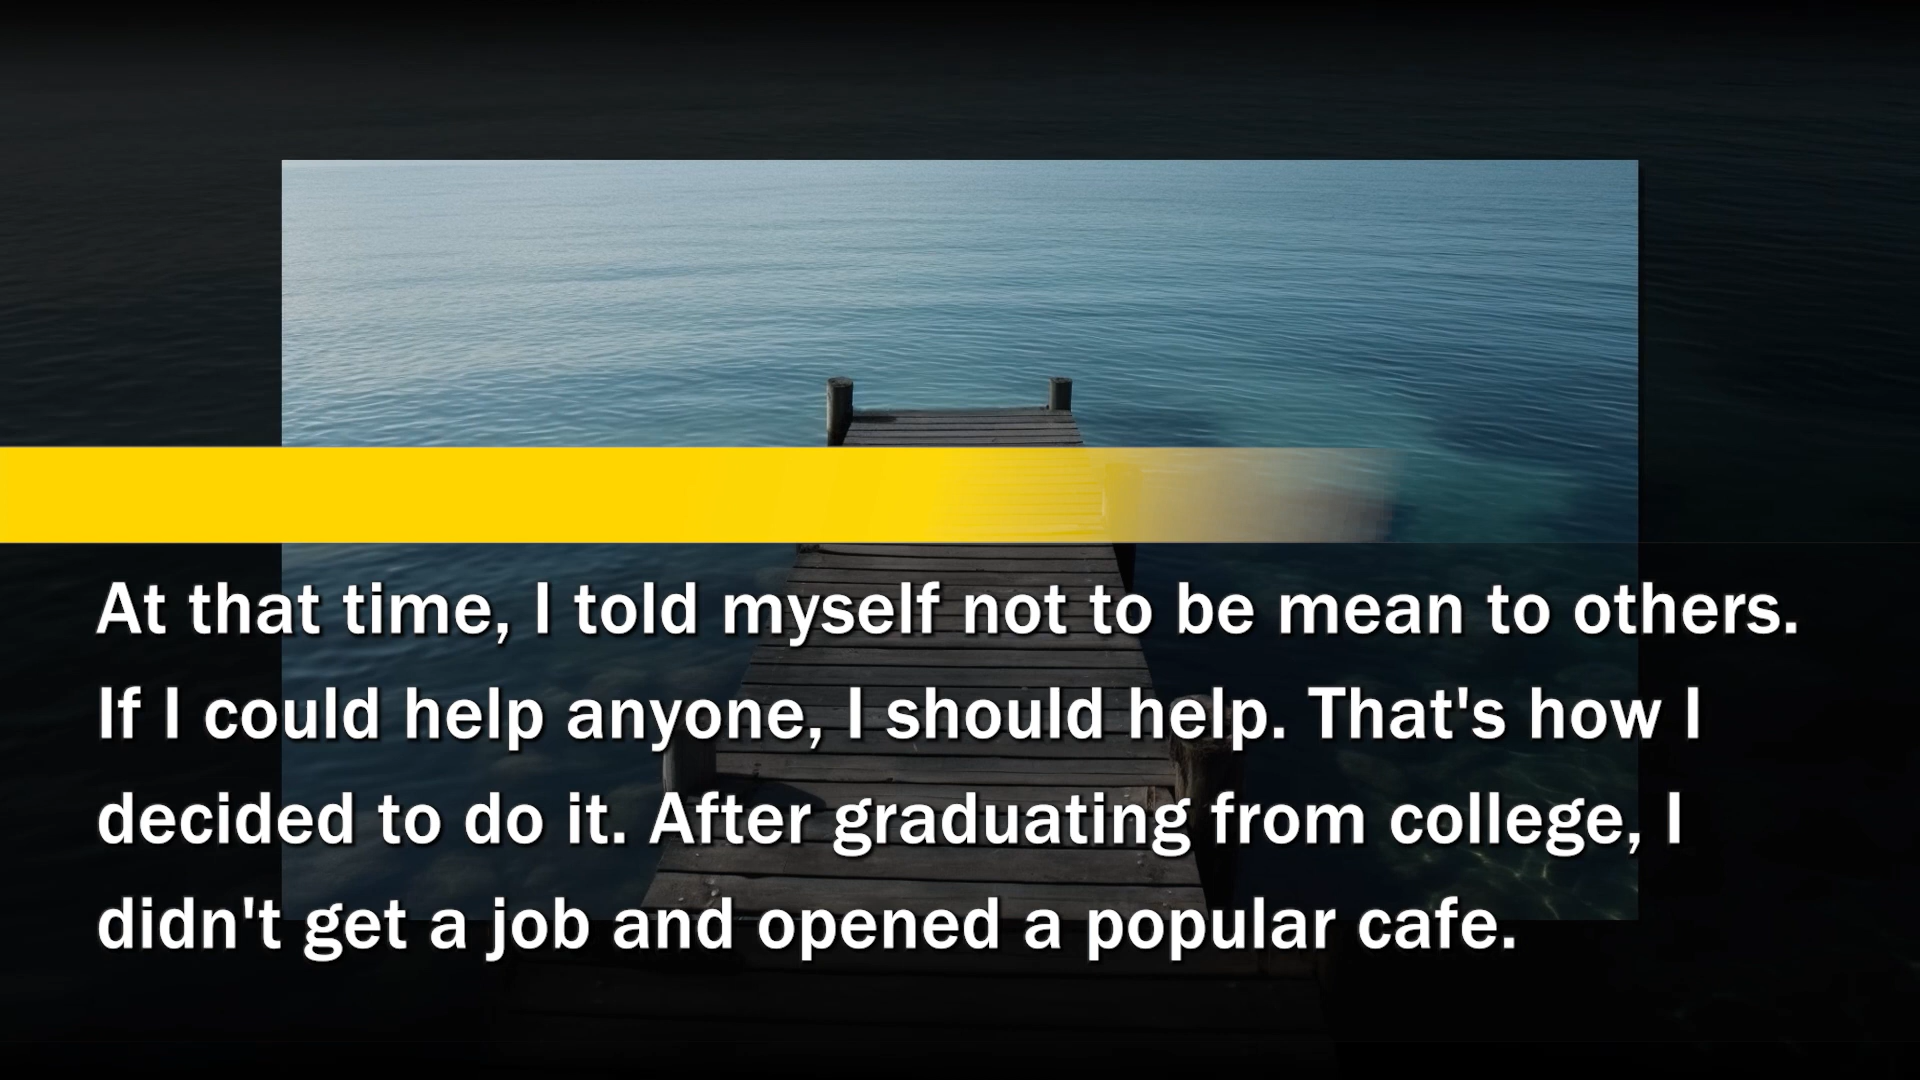 At that time, I told myself not to be mean to others.
If I could help anyone, I should help. That's how I
decided to do it. After graduating from college, I
didn't get a job and opened a popular cafe.